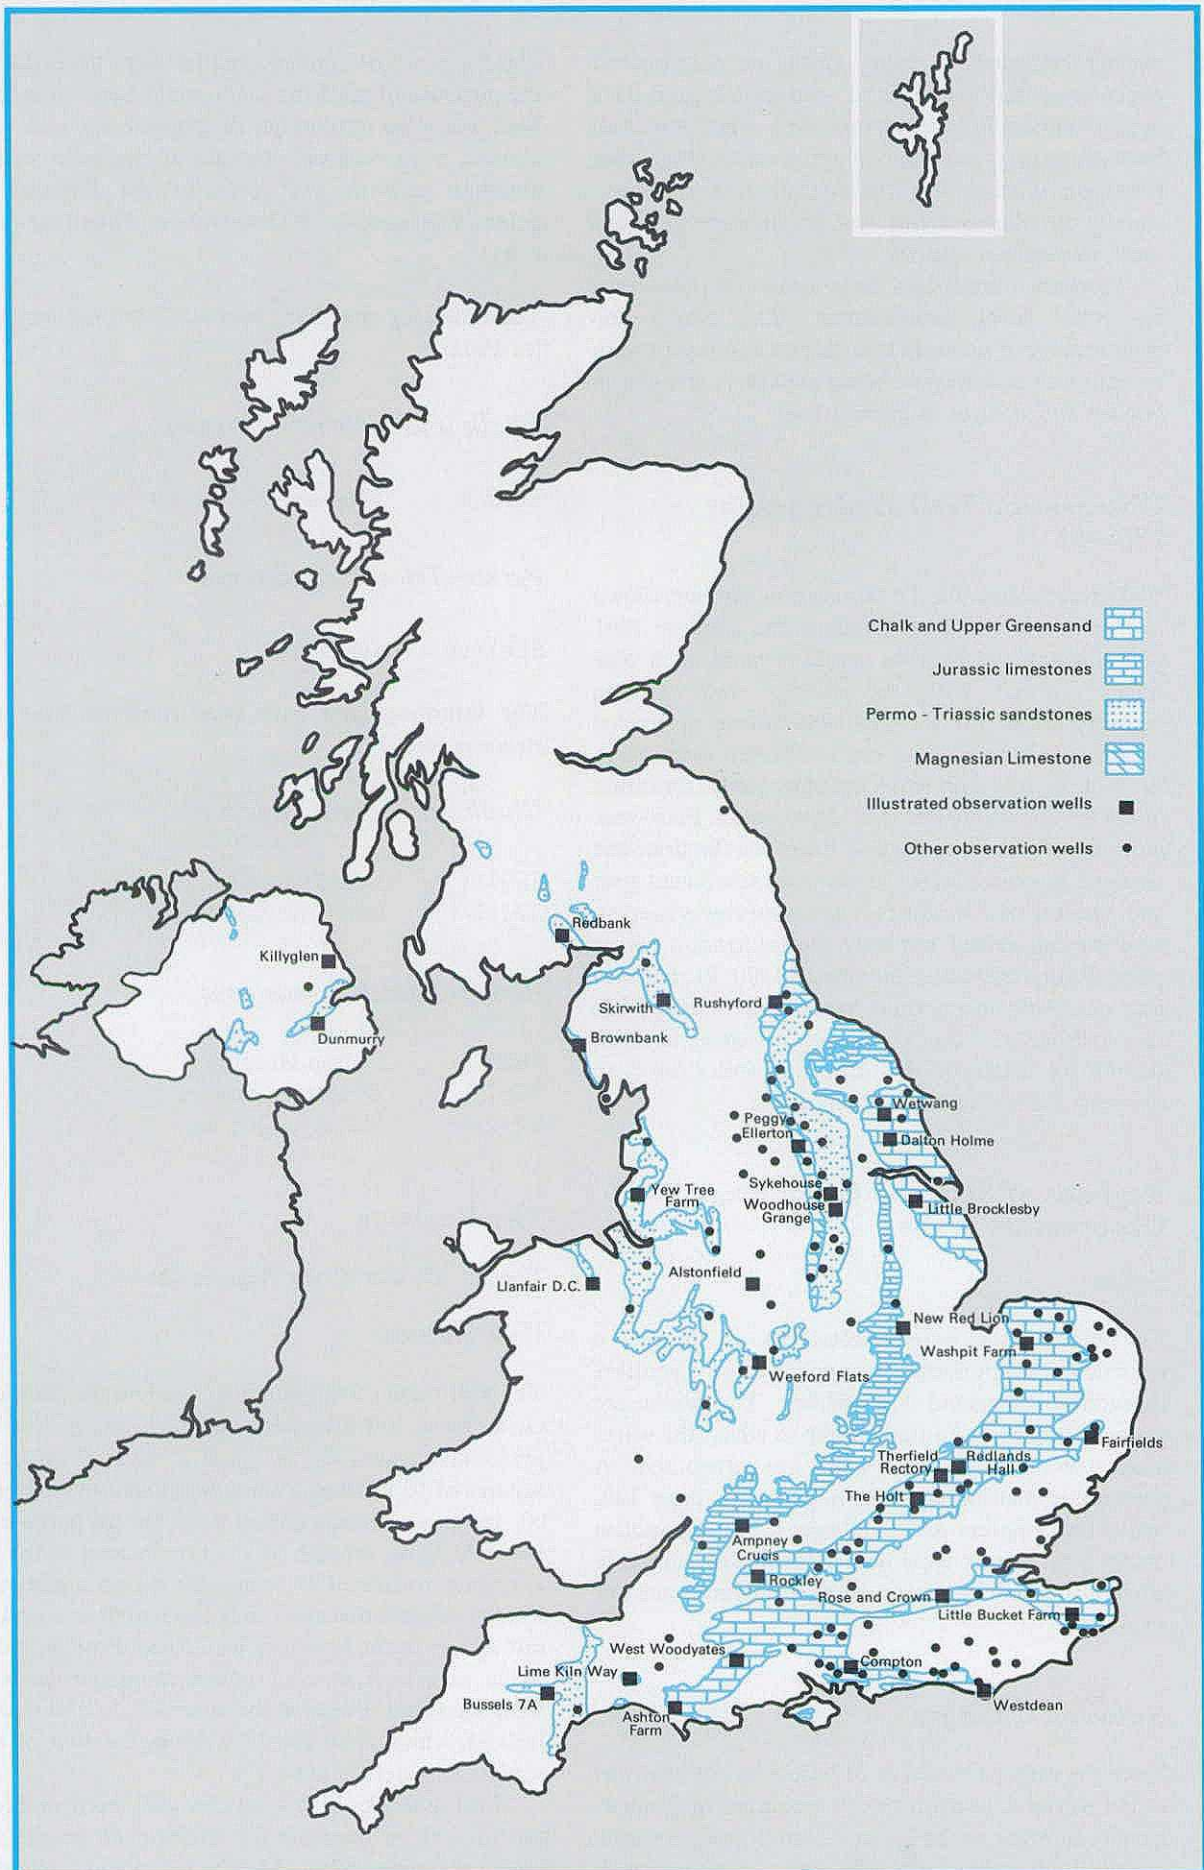 Chalk and Upper Greensand
Jurassic limestones
Permo - Triassic sandstones
Magnesian Limestone
Illustrated observation wells
Other observation wells
Redbank
Killyglen
Skirwith
Rushyford
Dunmurry
Brownbank
Wetwang
Peggy
Ellerton
Dalton Holme
Sykehouse
Yew Tree
Farm
Woodhouse
Grange
Little Brocklesby
Alstonfield
Llanfair D.C.
New Red Lion
Washpit Farm
Weeford Flats
Fairfields
Therfield
Rectory
Redlands
Hall
The Holt
Ampney
Crucis
Rockley
Rose and Crown
Little Bucket Farm
West Woodyates
Compton
Lime Kiln Way
Bussels 7A
Ashton
Farm
Westdean